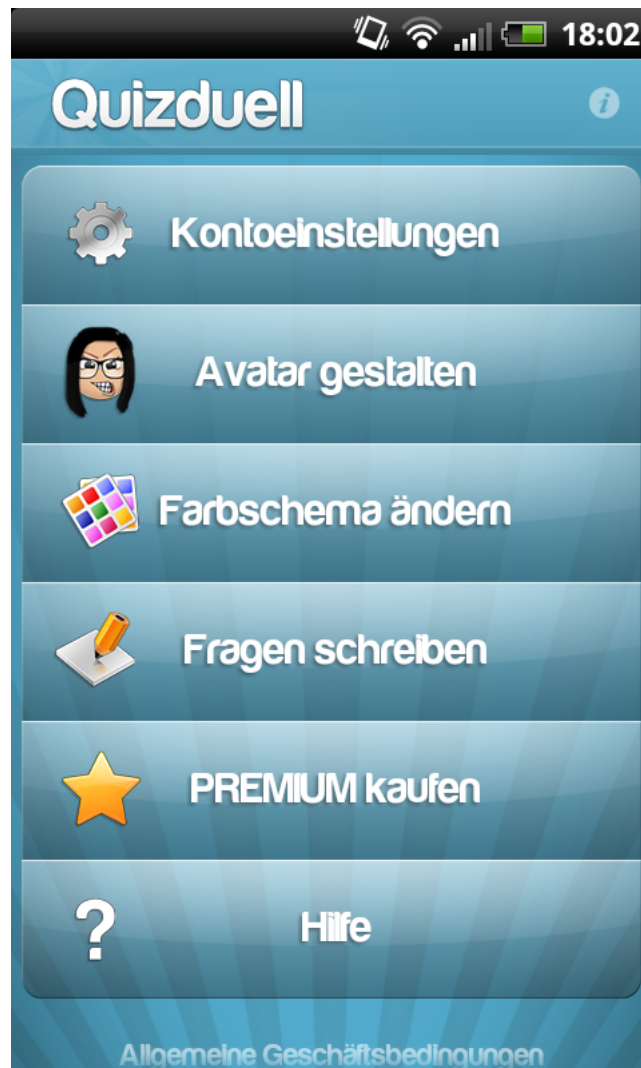 18:02
Quizduell
i
Kontoeinstellungen
Avatar gestalten
Farbschema ändern
Fragen schreiben
PREMIUM kaufen
?
Hilfe
Allgemeine Geschäftsbedingungen